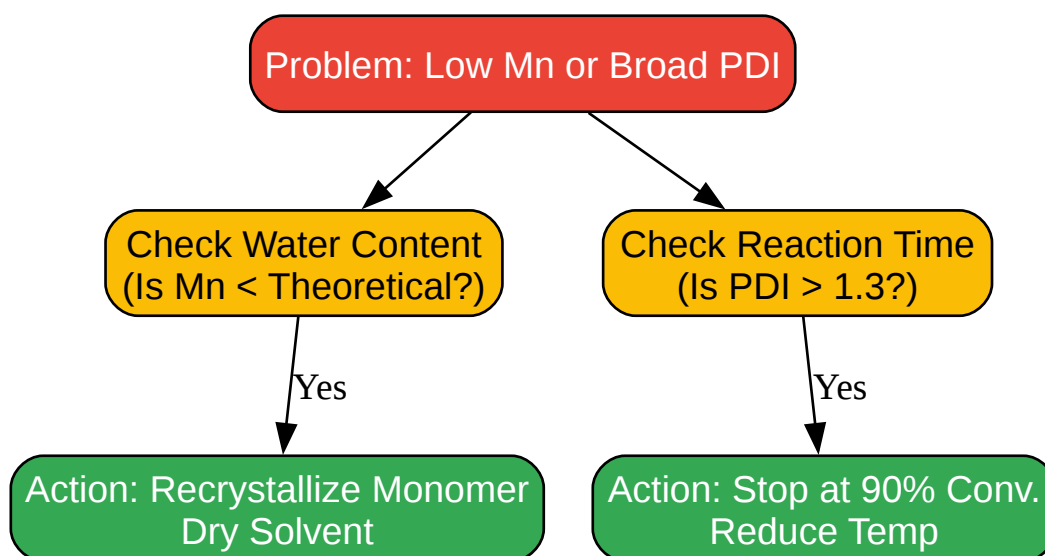 Problem: Low Mn or Broad PDI
Check Water Content
(Is Mn < Theoretical?)
Check Reaction Time
(Is PDI > 1.3?)
Yes
Yes
Action: Recrystallize Monomer
Dry Solvent
Action: Stop at 90% Conv.
Reduce Temp